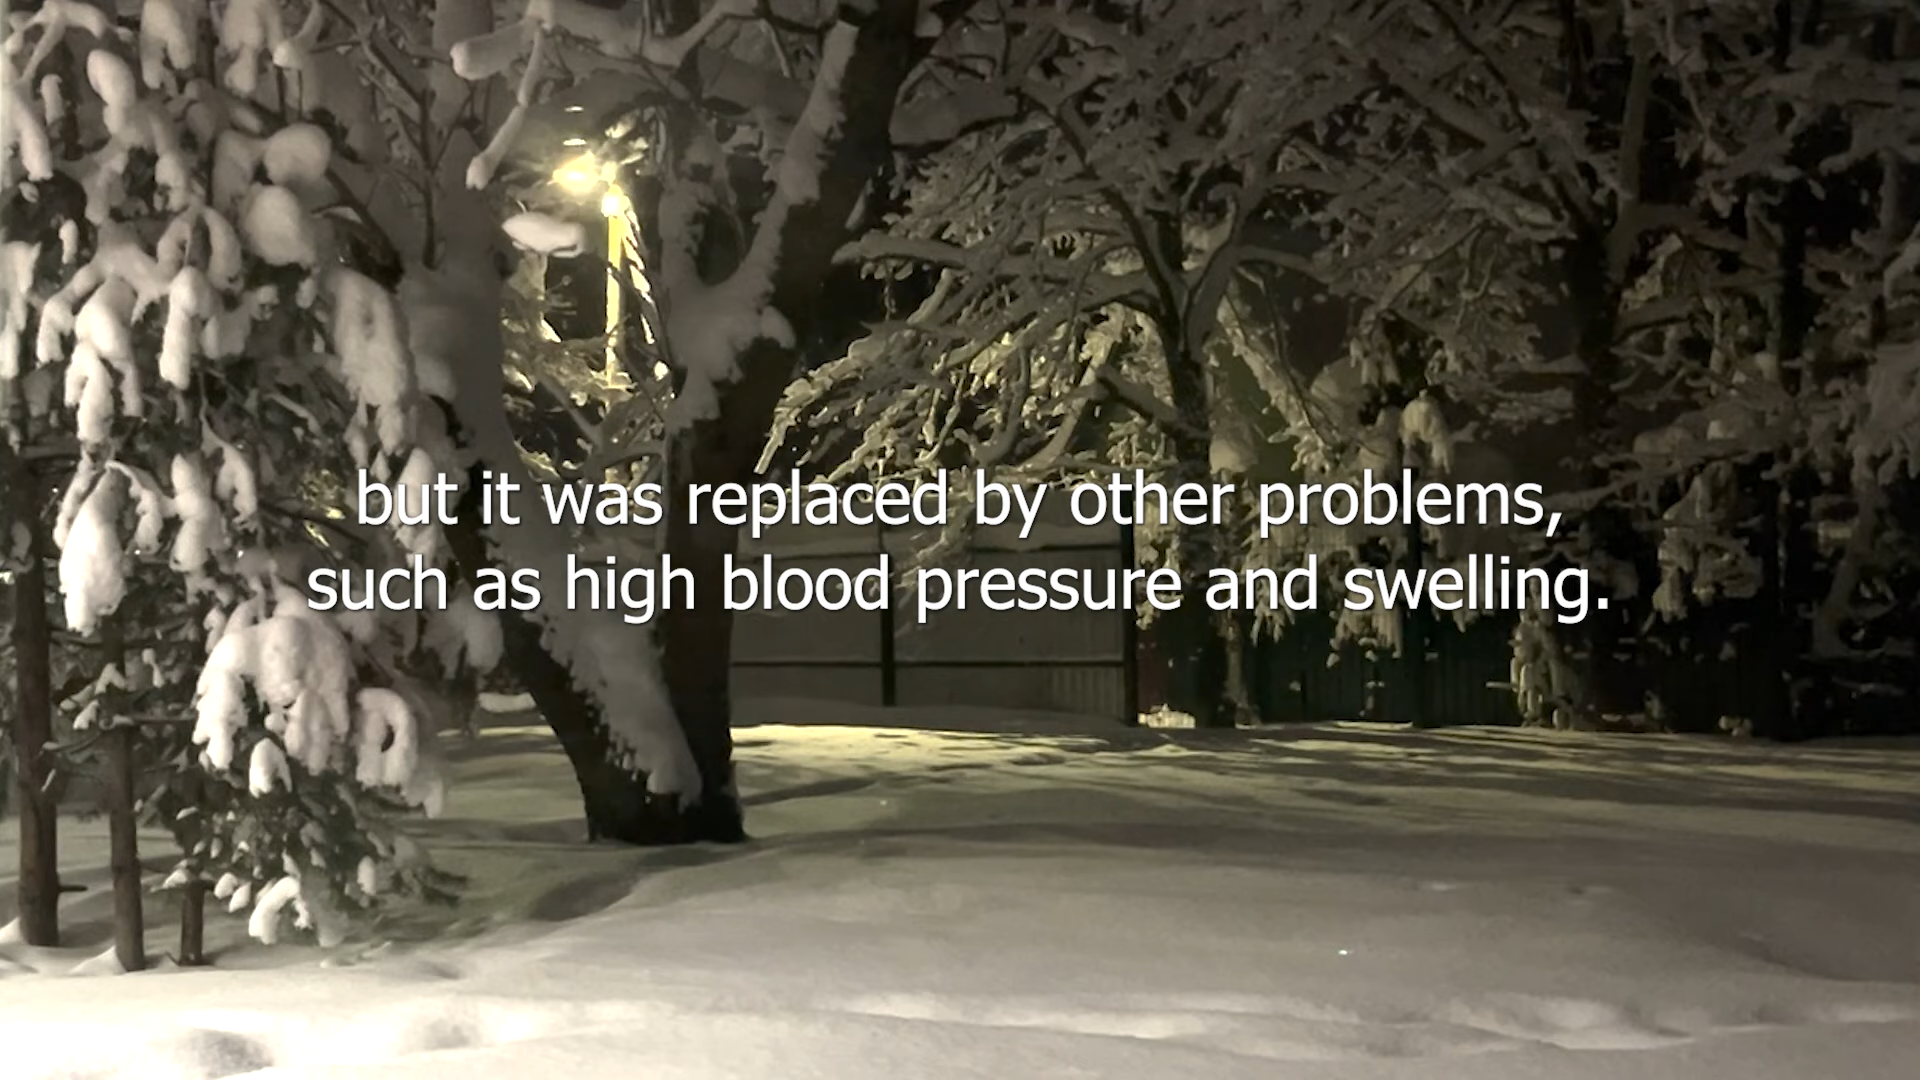 but it was replaced by other problems,
such as high blood pressure and swelling.